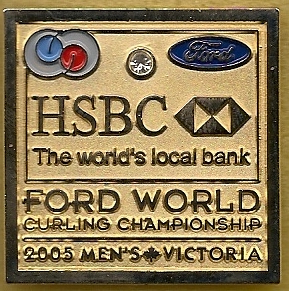 Ford
HSBC
The world's local bank
FORD WORLD
CURLING CHAMPIONSHIP
2005 MEN'S VICTORIA